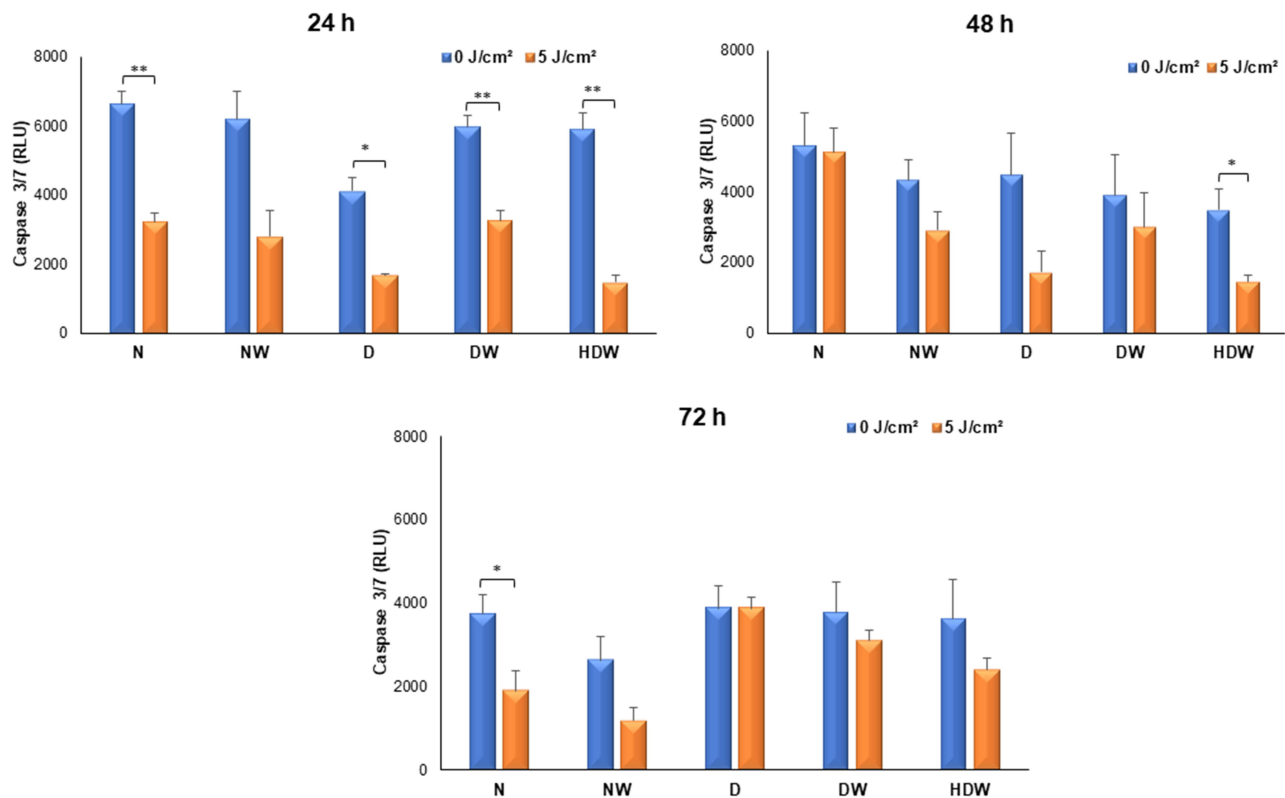 24 h
0 J/cm² 5 J/cm²
Caspase 3/7 (RLU)
8000
6000
4000
2000
0
** * ** **
N NW D DW HDW
48 h
0 J/cm² 5 J/cm²
Caspase 3/7 (RLU)
8000
6000
4000
2000
0
*
N NW D DW HDW
72 h
0 J/cm² 5 J/cm²
Caspase 3/7 (RLU)
8000
6000
4000
2000
0
*
N NW D DW HDW